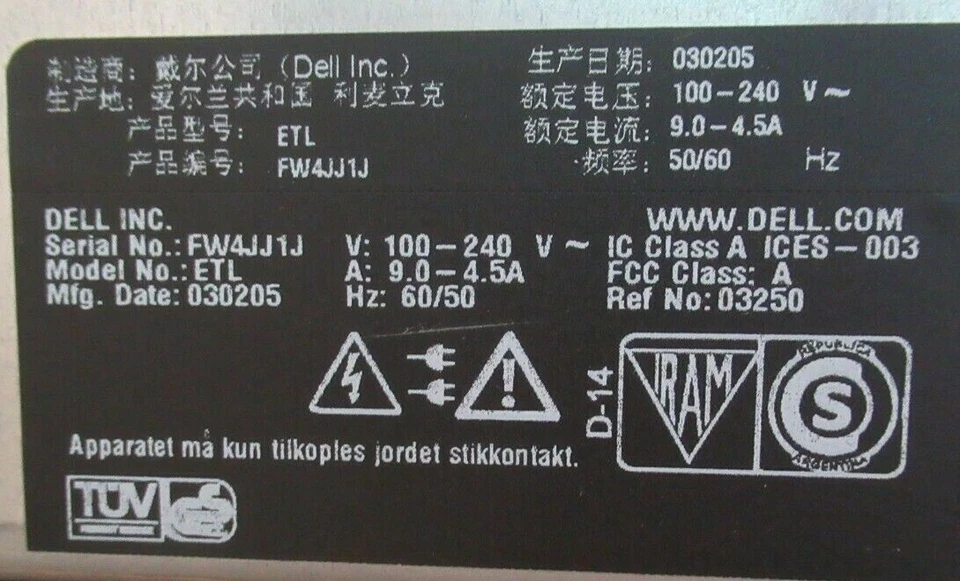 制造商: 戴尔公司 (Dell Inc.)
生产地: 爱尔兰共和国 利麦立克
产品型号: ETL
产品编号: FW4JJ1J
生产日期: 030205
额定电压: 100-240 V~
额定电流: 9.0-4.5A
频率: 50/60 Hz
DELL INC.
Serial No.: FW4JJ1J
Model No.: ETL
Mfg. Date: 030205
V: 100-240 V ~
A: 9.0-4.5A
Hz: 60/50
WWW.DELL.COM
IC Class A ICES-003
FCC Class: A
Ref No: 03250
D-14
IRAM
REPUBLICA
S
ARGENTINA
Apparatet må kun tilkoples jordet stikkontakt.
TÜV